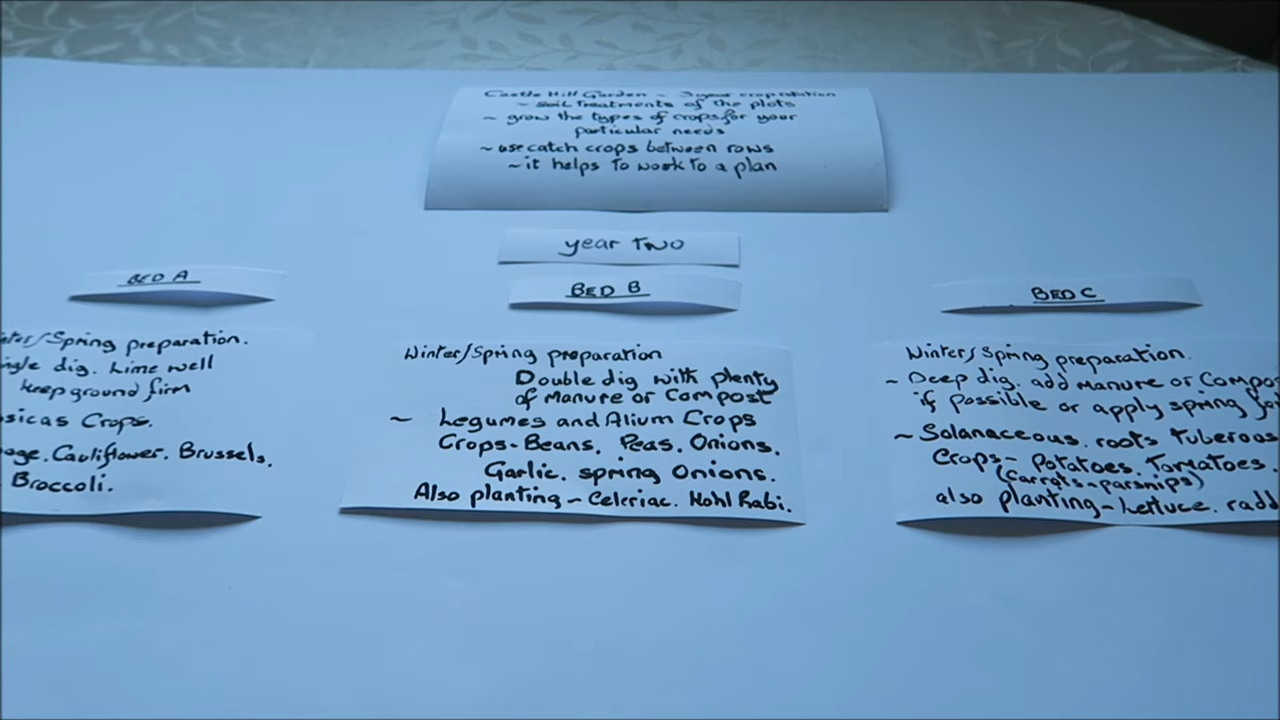 Castle Hill Garden ~ 3 year crop rotation
~ soil Treatments of the plots
~ grow the types of crops for your
particular needs
~ use catch crops between rows
~ it helps to work to a plan
year TWO
BED A
/Spring preparation.
dig. Lime well
keep ground firm
Crops.
Cauliflower. Brussels.
Broccoli.
BED B
Winter/Spring preparation
Double dig with plenty
of Manure or Compost
~ Legumes and Alium Crops
Crops- Beans, Peas, Onions,
Garlic. spring Onions.
Also planting - Celeriac. Kohl Rabi.
BED C
Winter/Spring preparation.
~ Deep dig. add Manure or
if possible or apply spring
~ Solanaceous. roots tuberous
Crops- Potatoes. Tomatoes.
(Carrots-parsnips)
also planting - Lettuce.